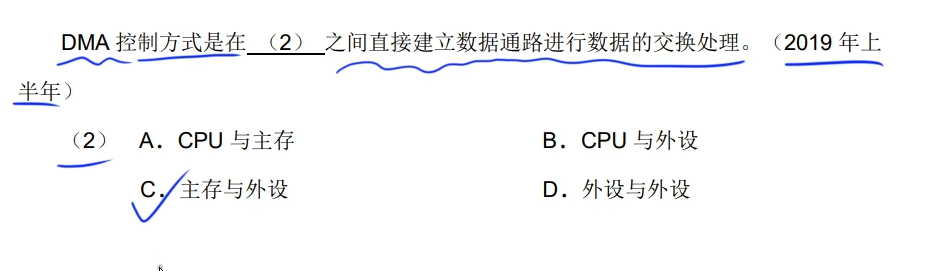 DMA 控制方式是在 （2） 之间直接建立数据通路进行数据的交换处理。（2019 年上
半年）
（2） A．CPU 与主存 B．CPU 与外设
C．主存与外设 D．外设与外设